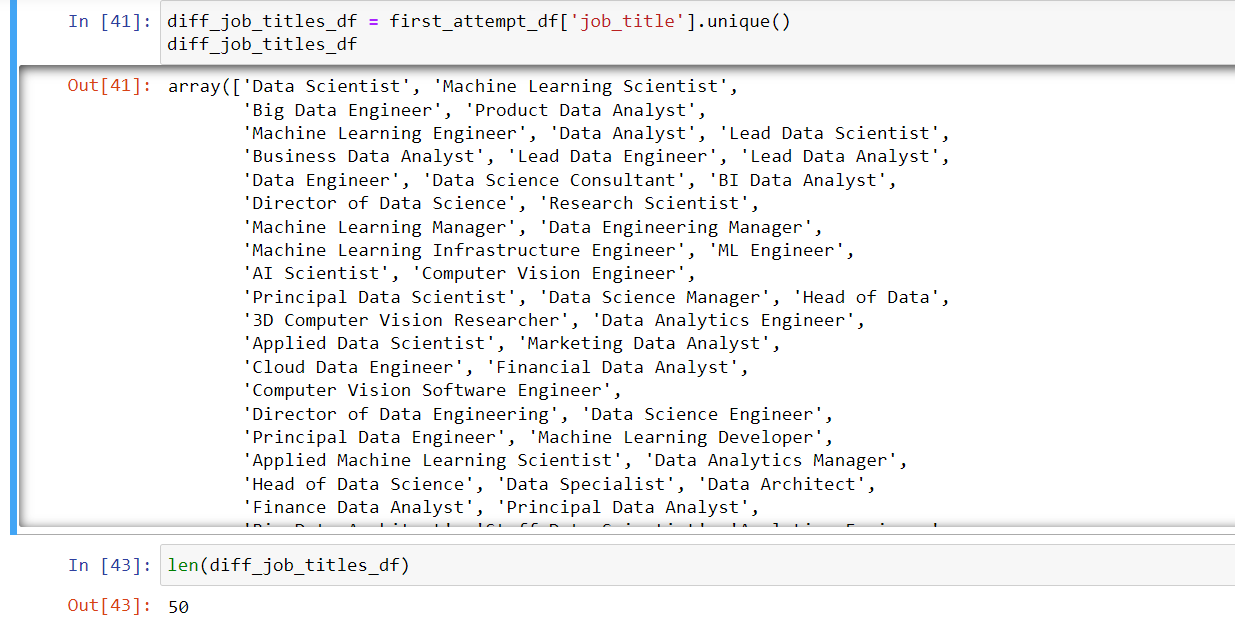 In [41]: diff_job_titles_df = first_attempt_df['job_title'].unique()
diff_job_titles_df
Out[41]: array(['Data Scientist', 'Machine Learning Scientist',
'Big Data Engineer', 'Product Data Analyst',
'Machine Learning Engineer', 'Data Analyst', 'Lead Data Scientist',
'Business Data Analyst', 'Lead Data Engineer', 'Lead Data Analyst',
'Data Engineer', 'Data Science Consultant', 'BI Data Analyst',
'Director of Data Science', 'Research Scientist',
'Machine Learning Manager', 'Data Engineering Manager',
'Machine Learning Infrastructure Engineer', 'ML Engineer',
'AI Scientist', 'Computer Vision Engineer',
'Principal Data Scientist', 'Data Science Manager', 'Head of Data',
'3D Computer Vision Researcher', 'Data Analytics Engineer',
'Applied Data Scientist', 'Marketing Data Analyst',
'Cloud Data Engineer', 'Financial Data Analyst',
'Computer Vision Software Engineer',
'Director of Data Engineering', 'Data Science Engineer',
'Principal Data Engineer', 'Machine Learning Developer',
'Applied Machine Learning Scientist', 'Data Analytics Manager',
'Head of Data Science', 'Data Specialist', 'Data Architect',
'Finance Data Analyst', 'Principal Data Analyst',
In [43]: len(diff_job_titles_df)
Out[43]: 50